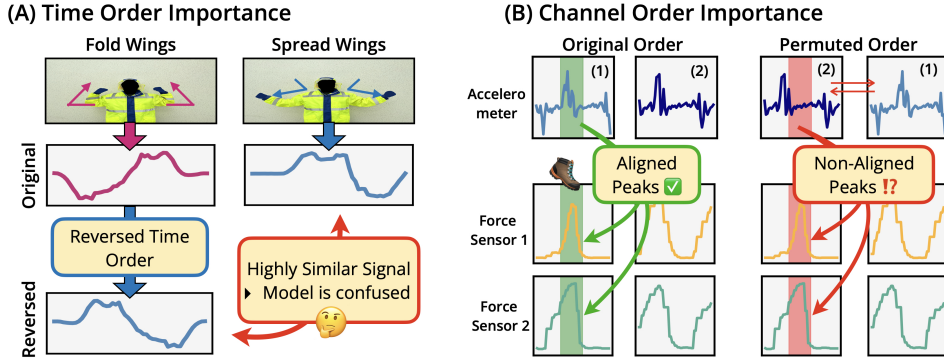 (A) Time Order Importance
Fold Wings
Spread Wings
Original
Reversed Time
Order
Reversed
Highly Similar Signal
Model is confused
(B) Channel Order Importance
Original Order
Permuted Order
Accelero
meter
(1)
(2)
(2)
(1)
Aligned
Peaks ✅
Non-Aligned
Peaks ⁉
Force
Sensor 1
Force
Sensor 2